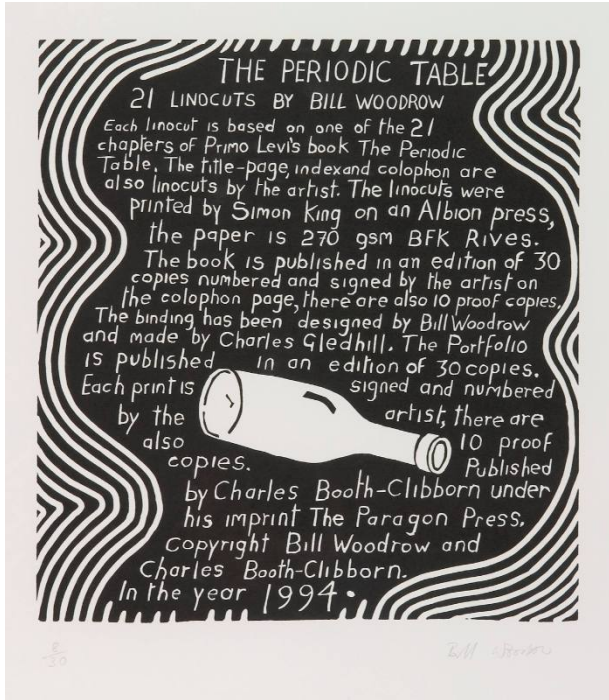 THE PERIODIC TABLE
21 LINOCUTS BY BILL WOODROW
Each linocut is based on one of the 21
chapters of Primo Levi's book The Periodic
Table. The title-page, index and colophon are
also linocuts by the artist. The linocuts were
printed by Simon King on an Albion press,
the paper is 270 gsm BFK Rives.
The book is published in an edition of 30
copies numbered and signed by the artist on
the colophon page, there are also 10 proof copies.
The binding has been designed by Bill Woodrow
and made by Charles Gledhill. The Portfolio
is published in an edition of 30 copies.
Each print is signed and numbered
by the artist, there are
also 10 proof
copies. Published
by Charles Booth-Clibborn under
his imprint The Paragon Press.
Copyright Bill Woodrow and
Charles Booth-Clibborn.
In the year 1994.
Bill Woodrow